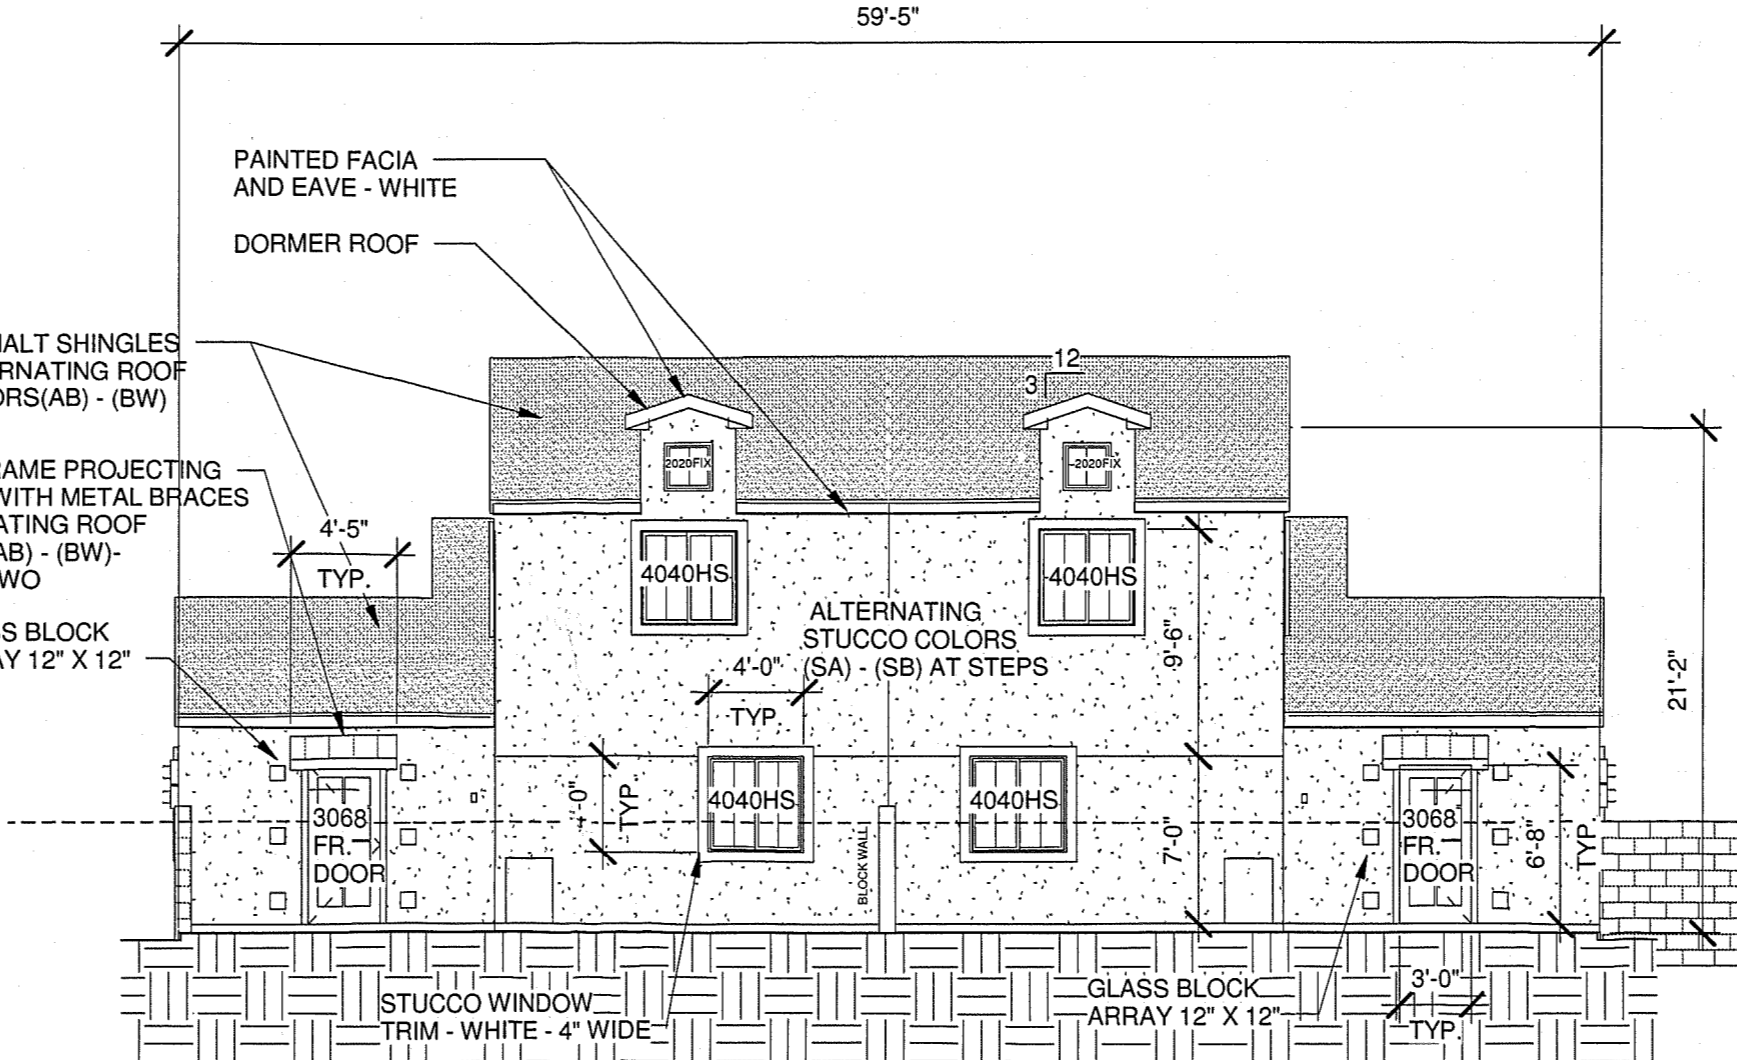 59'-5"
PAINTED FACIA
AND EAVE - WHITE
DORMER ROOF
HALT SHINGLES
RNATING ROOF
ORS(AB) - (BW)
RAME PROJECTING
WITH METAL BRACES
ATING ROOF
AB) - (BW)-
WO
4'-5"
TYP.
SS BLOCK
AY 12" X 12"
12
3
2020FIX
2020FIX
4040HS
4040HS
ALTERNATING
STUCCO COLORS
(SA) - (SB) AT STEPS
4'-0"
TYP.
9'-6"
21'-2"
TYP.
4040HS
4040HS
BLOCK WALL
7'-0"
3068
FR.
DOOR
3068
FR.
DOOR
6'-8"
TYP.
STUCCO WINDOW
TRIM - WHITE - 4" WIDE
GLASS BLOCK
ARRAY 12" X 12"
3'-0"
TYP.